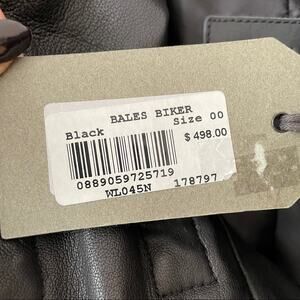 BALES BIKER
Size 00
Black
$ 498.00
0889059725719
WL045N 178797